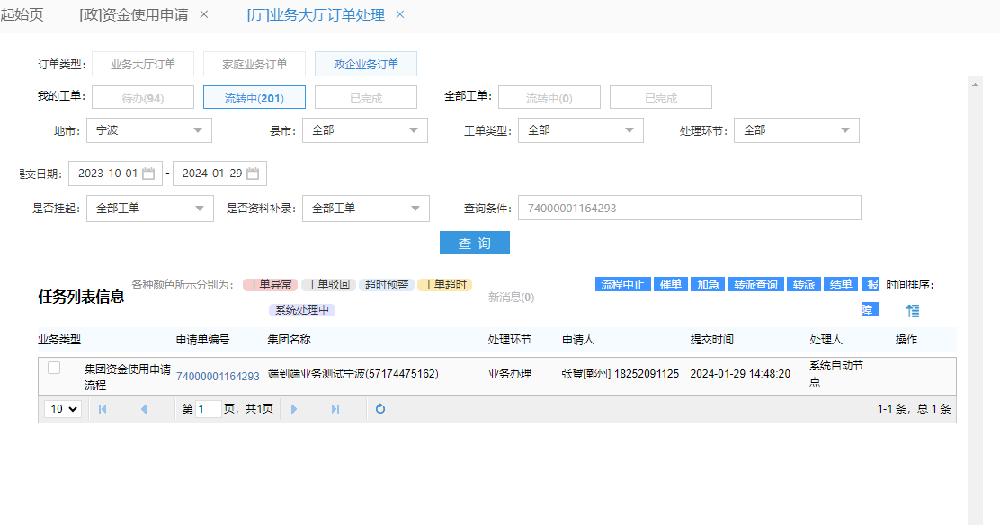 起始页 [政]资金使用申请 × [厅]业务大厅订单处理 ×
订单类型: 业务大厅订单 家庭业务订单 政企业务订单
我的工单: 待办(94) 流转中(201) 已完成 全部工单: 流转中(0) 已完成
地市: 宁波 县市: 全部 工单类型: 全部 处理环节: 全部
交日期: 2023-10-01 - 2024-01-29
是否挂起: 全部工单 是否资料补录: 全部工单 查询条件: 74000001164293
查 询
任务列表信息 各种颜色所示分别为: 工单异常 工单驳回 超时预警 工单超时 系统处理中 新消息(0) 流程中止 催单 加急 转派查询 转派 结单 报障 时间排序:
业务类型 申请单编号 集团名称 处理环节 申请人 提交时间 处理人 操作
集团资金使用申请流程 74000001164293 端到端业务测试宁波(57174475162) 业务办理 张[鄞州] 18252091125 2024-01-29 14:48:20 系统自动节点
10 第 1 页，共1页 1-1 条，总 1 条